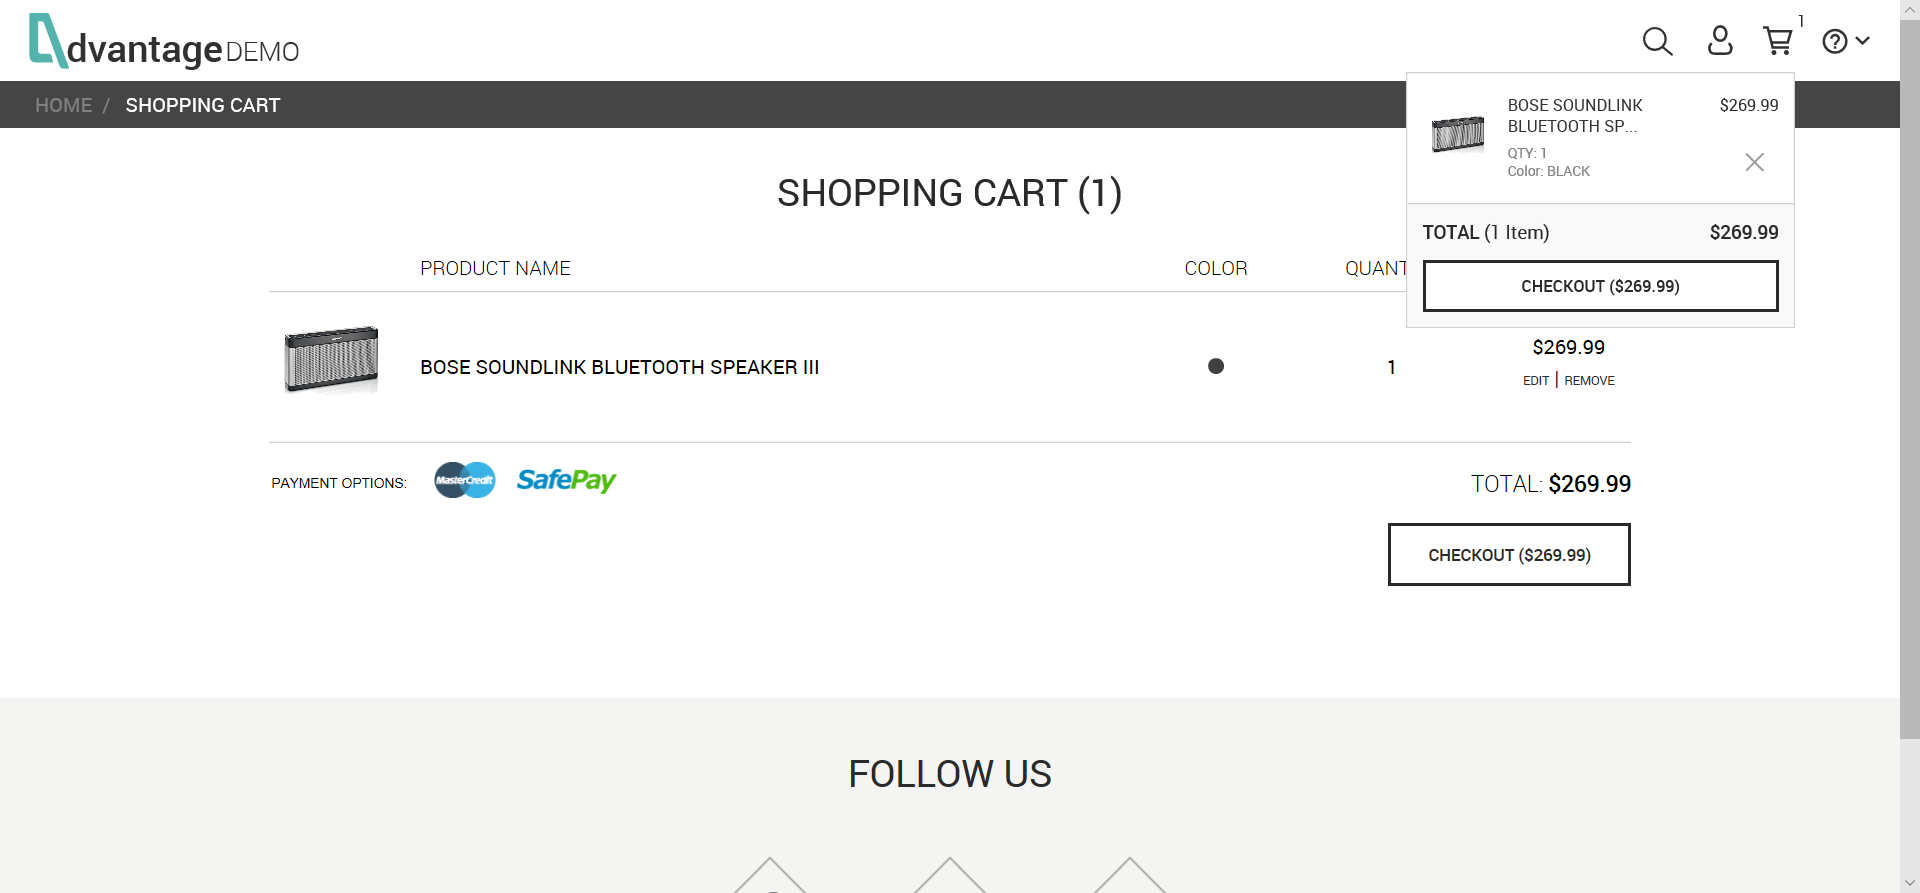 dvantage DEMO
1
HOME / SHOPPING CART
BOSE SOUNDLINK
BLUETOOTH SP...
$269.99
QTY: 1
Color: BLACK
TOTAL (1 Item) $269.99
CHECKOUT ($269.99)
SHOPPING CART (1)
PRODUCT NAME COLOR QUANT
BOSE SOUNDLINK BLUETOOTH SPEAKER III 1 $269.99
EDIT | REMOVE
PAYMENT OPTIONS: MasterCredit SafePay
TOTAL: $269.99
CHECKOUT ($269.99)
FOLLOW US